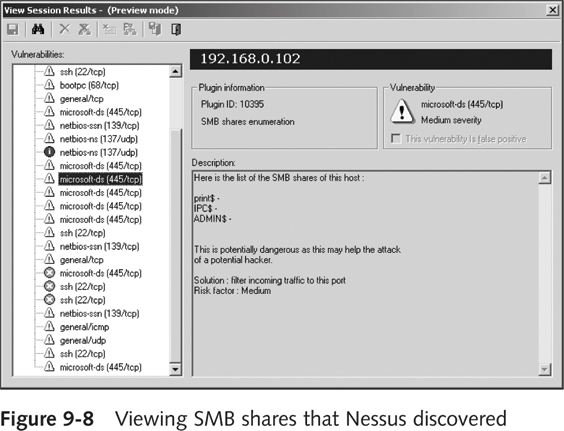 View Session Results - (Preview mode)
Vulnerabilities:
ssh (22/tcp)
bootpc (68/tcp)
general/tcp
microsoft-ds (445/tcp)
netbios-ssn (139/tcp)
netbios-ns (137/udp)
netbios-ns (137/udp)
microsoft-ds (445/tcp)
microsoft-ds (445/tcp)
microsoft-ds (445/tcp)
microsoft-ds (445/tcp)
microsoft-ds (445/tcp)
ssh (22/tcp)
netbios-ssn (139/tcp)
general/tcp
microsoft-ds (445/tcp)
ssh (22/tcp)
ssh (22/tcp)
netbios-ssn (139/tcp)
general/icmp
general/udp
ssh (22/tcp)
microsoft-ds (445/tcp)
192.168.0.102
Plugin information
Plugin ID: 10395
SMB shares enumeration
Vulnerability
microsoft-ds (445/tcp)
Medium severity
This vulnerability Is false positive
Description:
Here is the list of the SMB shares of this host :
print$ -
IPC$ -
ADMIN$ -
This is potentially dangerous as this may help the attack
of a potential hacker.
Solution : filter incoming traffic to this port
Risk factor : Medium
Figure 9-8 Viewing SMB shares that Nessus discovered